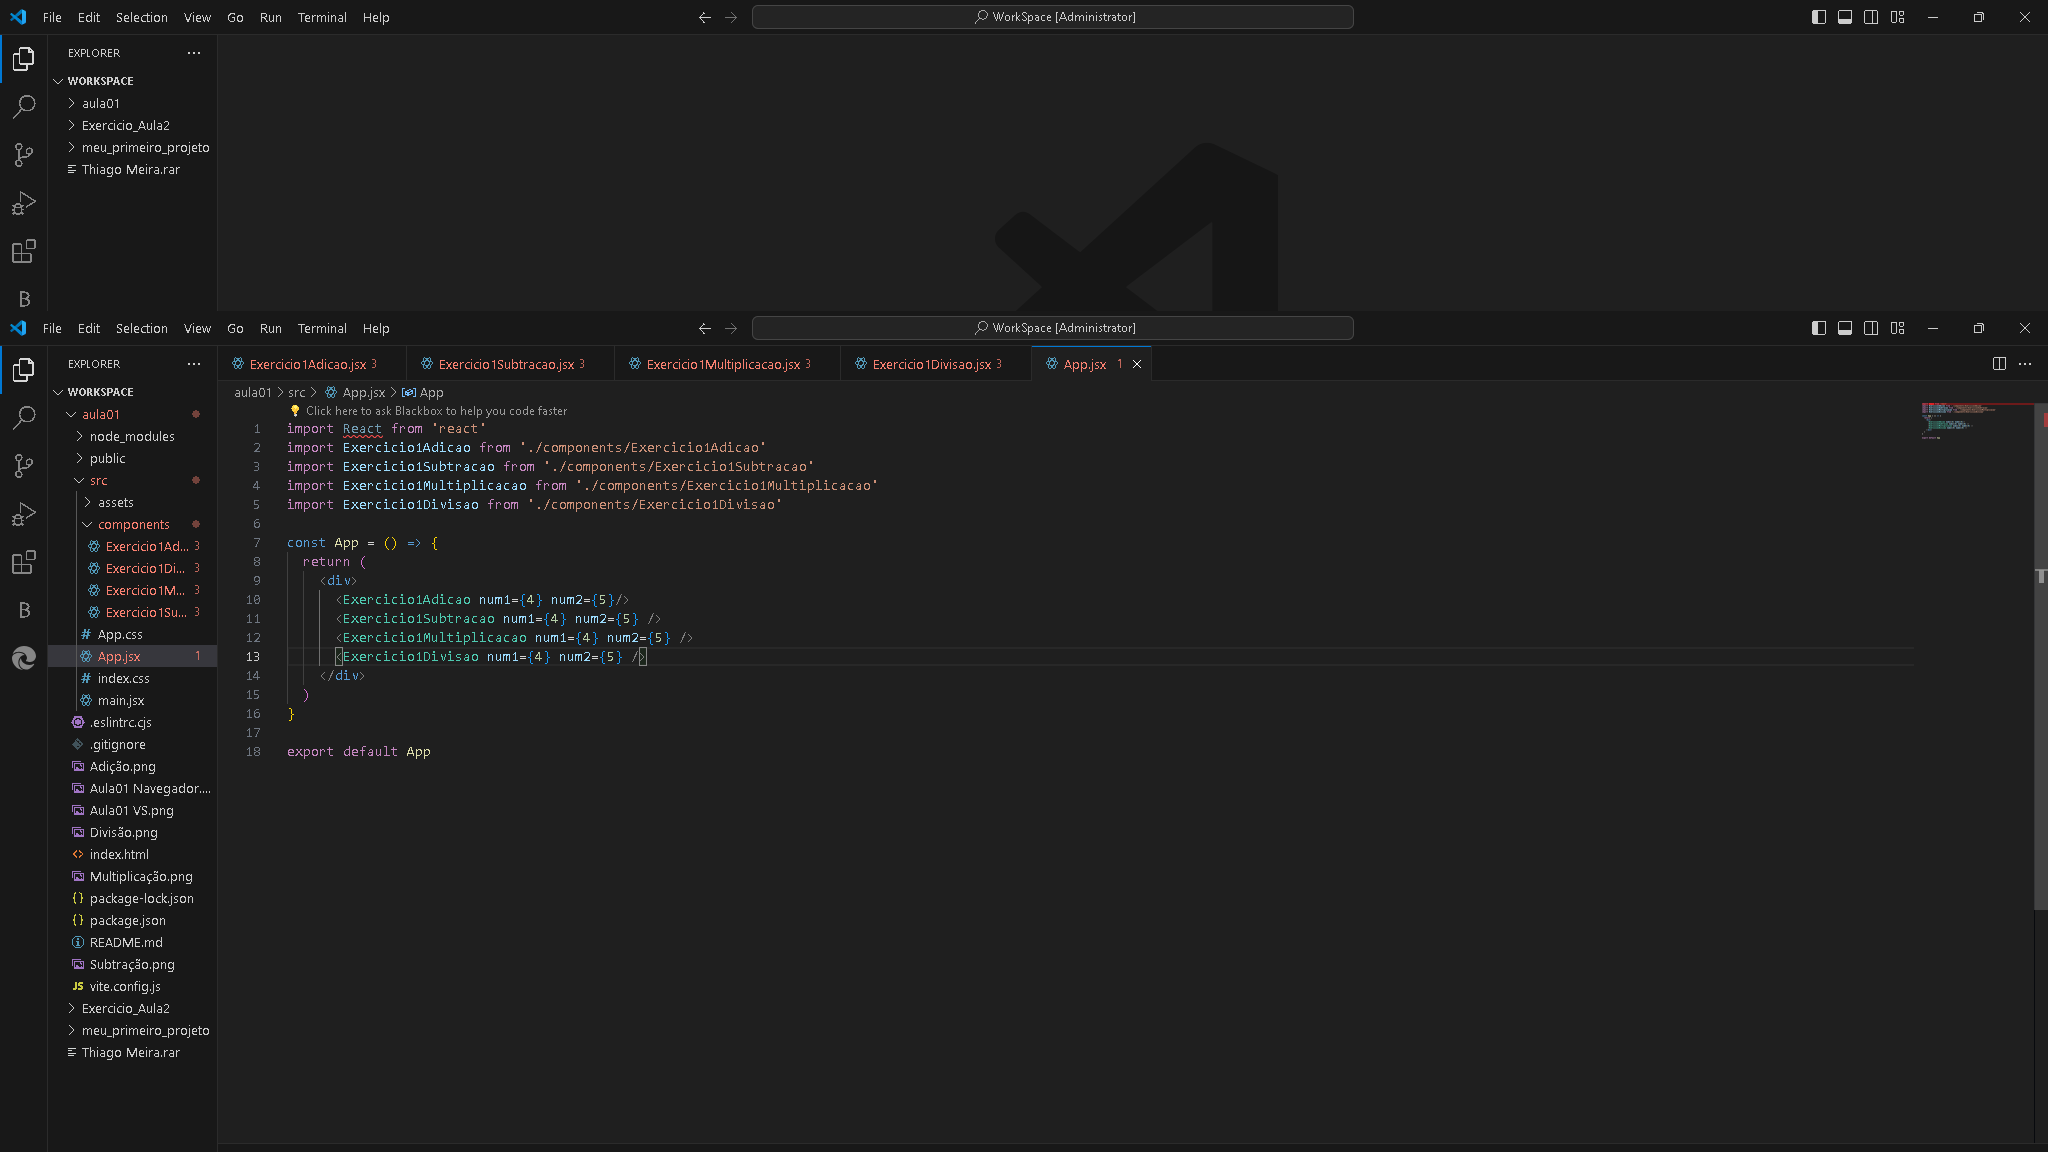 File Edit Selection View Go Run Terminal Help WorkSpace [Administrator]
EXPLORER
WORKSPACE
aula01
Exercicio_Aula2
meu_primeiro_projeto
Thiago Meira.rar
B
File Edit Selection View Go Run Terminal Help WorkSpace [Administrator]
EXPLORER
WORKSPACE
aula01
node_modules
public
src
assets
components
Exercicio1Ad... 3
Exercicio1Di... 3
Exercicio1M... 3
Exercicio1Su... 3
# App.css
App.jsx 1
# index.css
main.jsx
.eslintrc.cjs
.gitignore
Adição.png
Aula01 Navegador....
Aula01 VS.png
Divisão.png
<> index.html
Multiplicação.png
{} package-lock.json
{} package.json
README.md
Subtração.png
JS vite.config.js
Exercicio_Aula2
meu_primeiro_projeto
Thiago Meira.rar
B
Exercicio1Adicao.jsx 3 Exercicio1Subtracao.jsx 3 Exercicio1Multiplicacao.jsx 3 Exercicio1Divisao.jsx 3 App.jsx 1
aula01 > src > App.jsx > App
Click here to ask Blackbox to help you code faster
1 import React from 'react'
2 import Exercicio1Adicao from './components/Exercicio1Adicao'
3 import Exercicio1Subtracao from './components/Exercicio1Subtracao'
4 import Exercicio1Multiplicacao from './components/Exercicio1Multiplicacao'
5 import Exercicio1Divisao from './components/Exercicio1Divisao'
6
7 const App = () => {
8 return (
9 <div>
10 <Exercicio1Adicao num1={4} num2={5}/>
11 <Exercicio1Subtracao num1={4} num2={5} />
12 <Exercicio1Multiplicacao num1={4} num2={5} />
13 <Exercicio1Divisao num1={4} num2={5} />
14 </div>
15 )
16 }
17
18 export default App